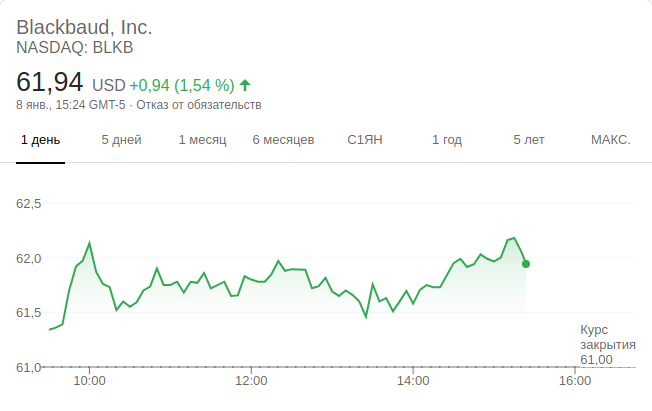 Blackbaud, Inc.
NASDAQ: BLKB
61,94 USD +0,94 (1,54 %)
8 янв., 15:24 GMT-5 · Отказ от обязательств
1 день 5 дней 1 месяц 6 месяцев С1ЯН 1 год 5 лет МАКС.
62,5
62,0
61,5
Курс
закрытия
61,00
61,0
10:00 12:00 14:00 16:00